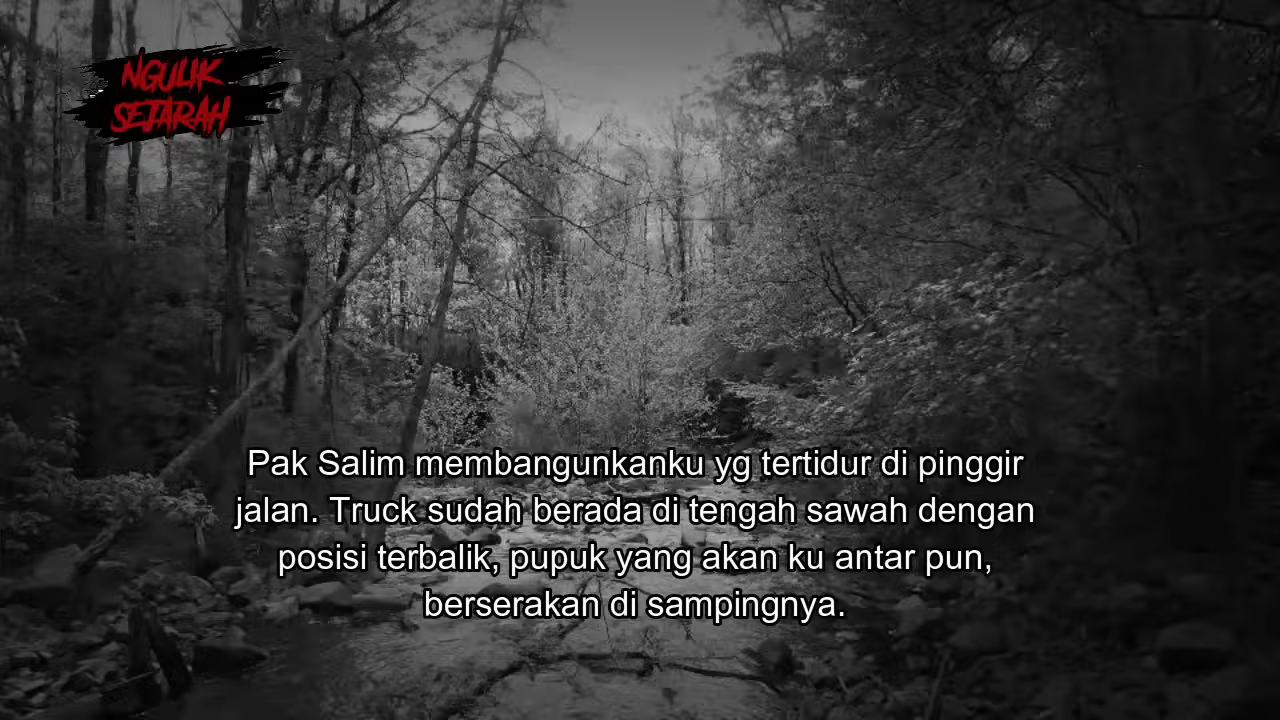 NGULIK
SEJARAH
Pak Salim membangunkanku yg tertidur di pinggir
jalan. Truck sudah berada di tengah sawah dengan
posisi terbalik, pupuk yang akan ku antar pun,
berserakan di sampingnya.